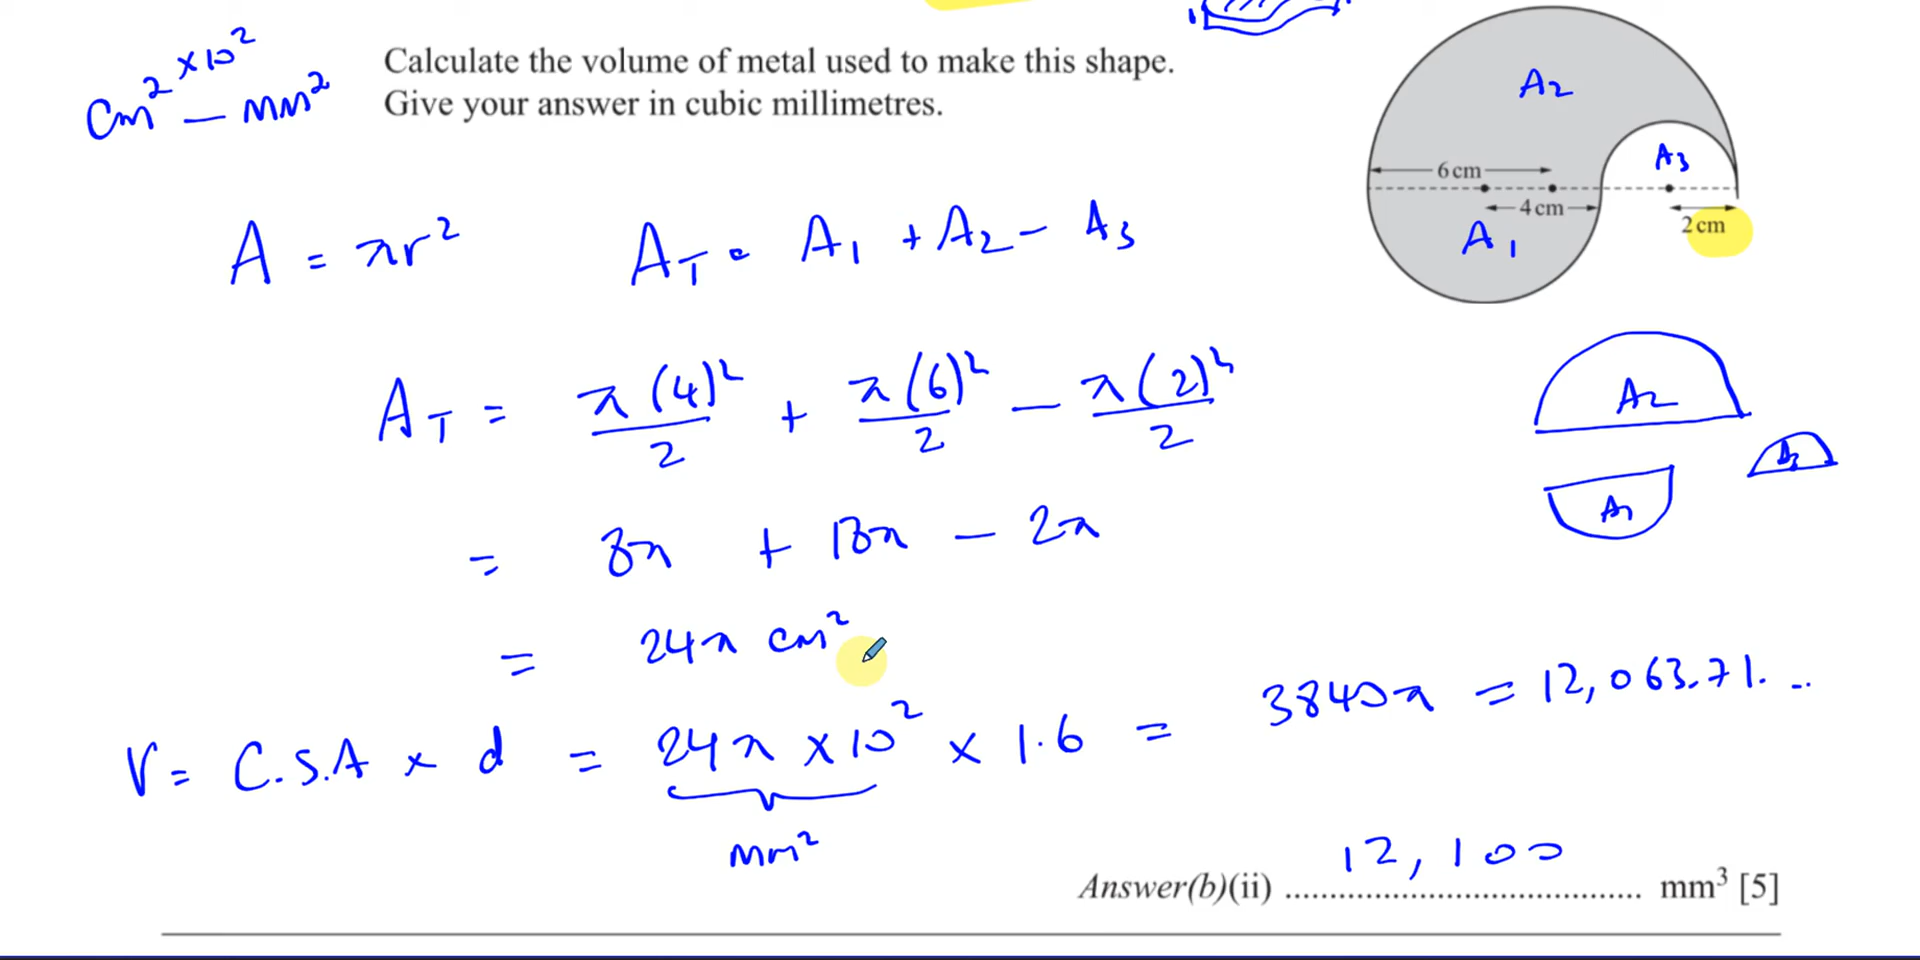 cm² ×10² – mm²
Calculate the volume of metal used to make this shape.
Give your answer in cubic millimetres.
A2
A3
6 cm
4 cm
2 cm
A1
A = πr²
A_T = A1 + A2 – A3
A_T = π(4)²/2 + π(6)²/2 – π(2)²/2
A2
A3
A1
= 8π + 18π – 2π
= 24π cm²
V = C.S.A × d = 24π × 10² × 1.6 = 3840π = 12,063.71...
mm²
12,100
Answer(b)(ii) ........................................ mm³ [5]